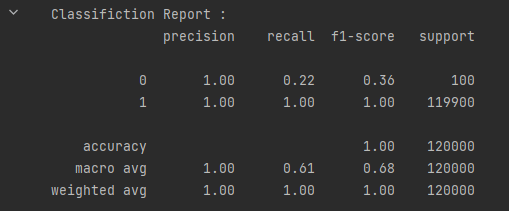 Classifiction Report :
precision recall f1-score support
0 1.00 0.22 0.36 100
1 1.00 1.00 1.00 119900
accuracy 1.00 120000
macro avg 1.00 0.61 0.68 120000
weighted avg 1.00 1.00 1.00 120000